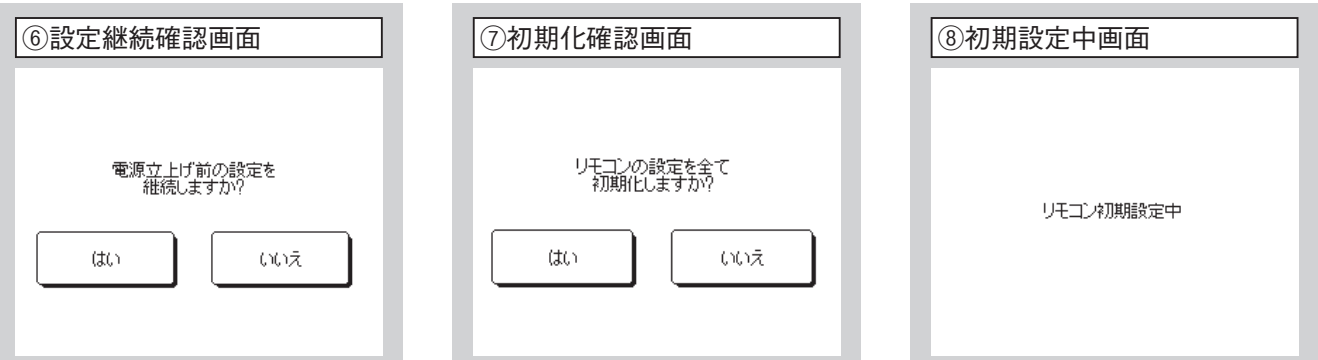 ⑥設定継続確認画面
電源立上げ前の設定を
継続しますか?
はい
いいえ
⑦初期化確認画面
リモコンの設定を全て
初期化しますか?
はい
いいえ
⑧初期設定中画面
リモコン初期設定中